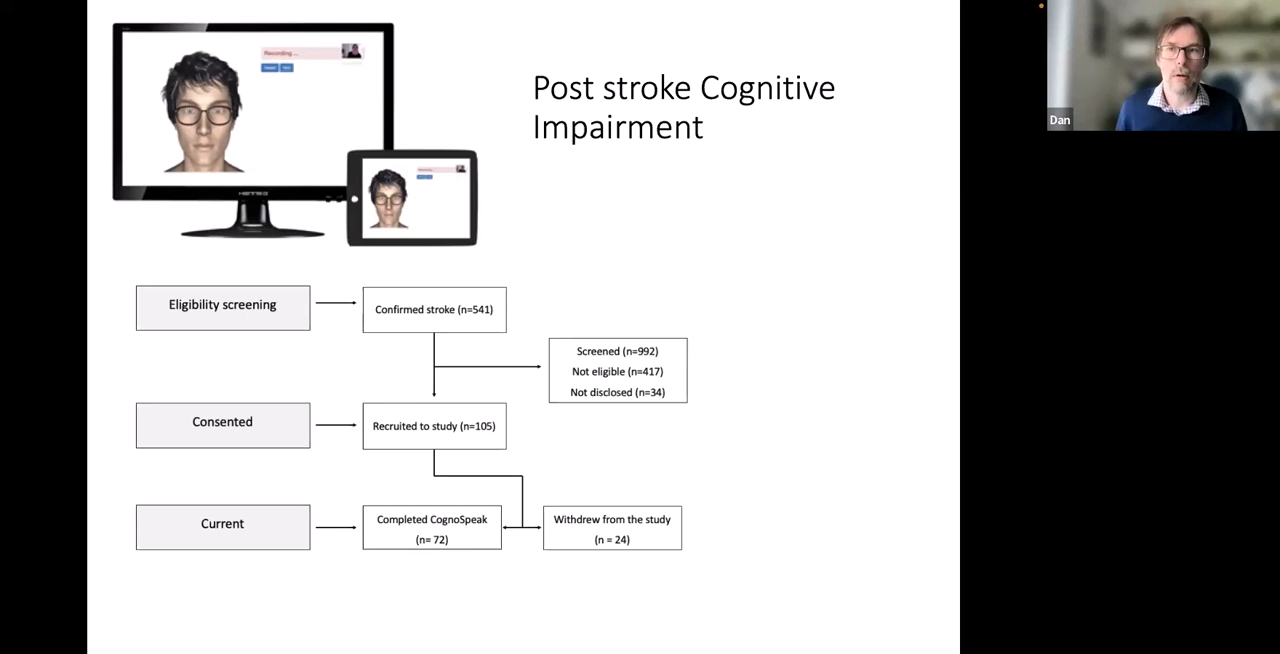 Recording ...
Post stroke Cognitive
Impairment
Dan
Eligibility screening
Confirmed stroke (n=541)
Screened (n=992)
Not eligible (n=417)
Not disclosed (n=34)
Consented
Recruited to study (n=105)
Current
Completed CognoSpeak
(n= 72)
Withdrew from the study
(n = 24)